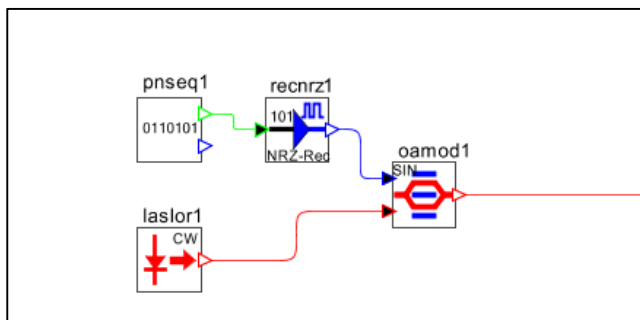 pnseq1
0110101
recnrz1
101
NRZ-Rec
oamod1
SIN
laslor1
CW